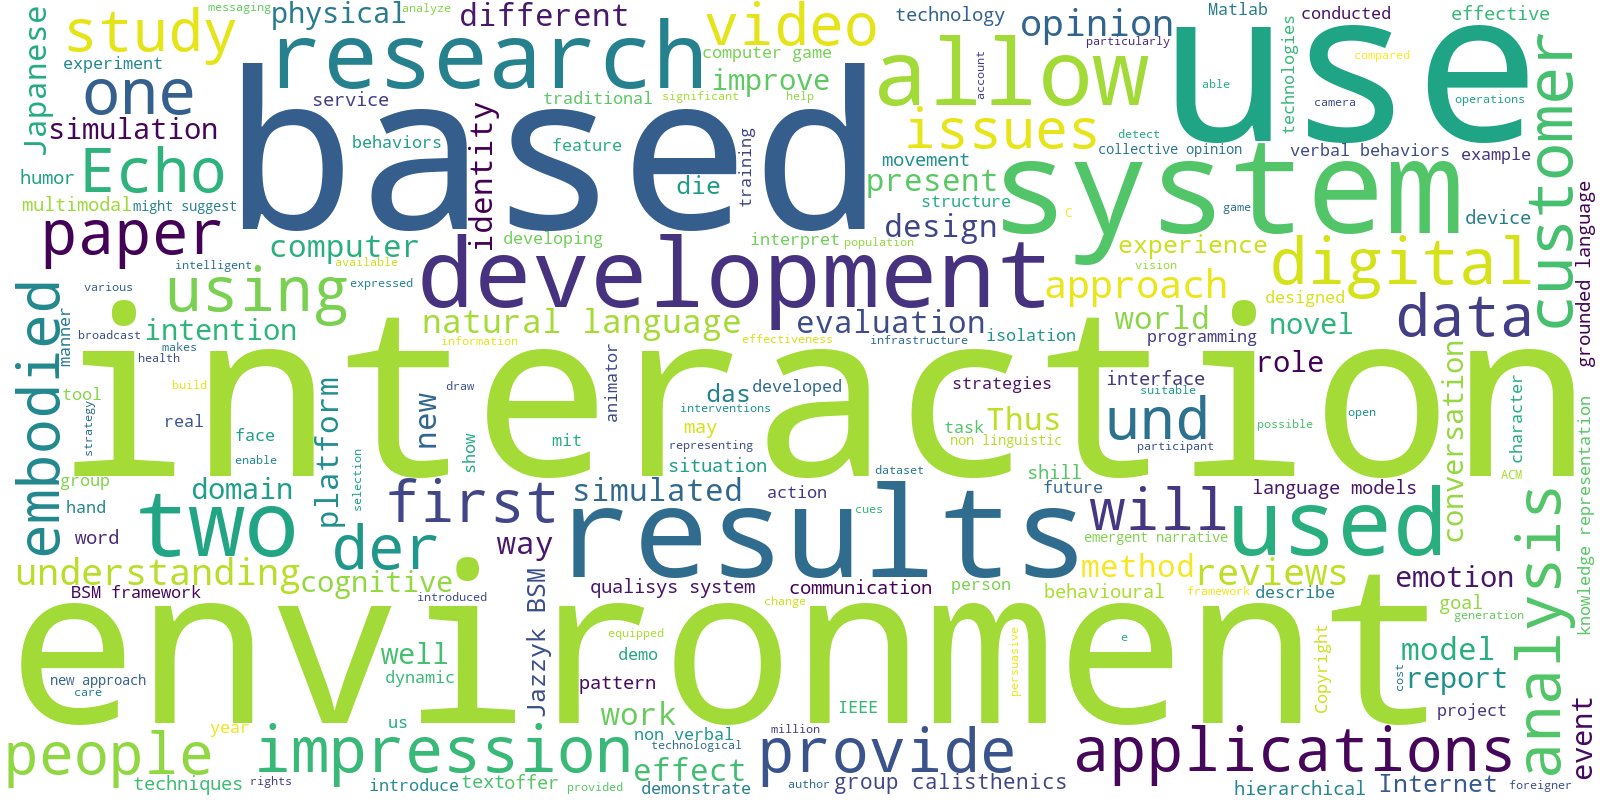 messaging
analyze
Japanese
study
physical
different
video
technology
opinion
Matlab
conducted
effective
particularly
experiment
research
computer game
allow
use
compared
one
improve
account
technologies
customer
based
service
traditional
significant
help
able
camera
operations
simulation
identity
behaviors
feature
training
issues
detect
collective opinion
verbal behaviors
example
Echo
humor
die
movement
present
system
multimodal
might suggest
structure
C
game
device
grounded language
paper
computer
developing
interpret
population
design
experience
digital
intelligent
available
expressed
development
approach
vision
designed
various
using
embodied
manner
broadcast
intention
makes
health
natural language
information
evaluation
effectiveness
infrastructure
isolation
world
programming
novel
data
interaction
tool
build
real
strategy
face
enable
platform
new
show
draw
animator
mit
das
developed
interventions
may
representing
situation
strategies
Thus
task
non linguistic
interface
suitable
und
participant
role
possible
open
conversation
character
knowledge representation
group
hand
word
domain
two
selection
der
first
way
simulated
action
dataset
results
cues
shill
future
will
emergent narrative
language models
used
ACM
analysis
understanding
cognitive
BSM framework
introduced
Jazzyk BSM
qualisys system
communication
change
person
method
behavioural
reviews
framework
describe
emotion
goal
generation
environment
equipped
demo
pattern
well
dynamic
new approach
care
e
persuasive
Copyright
cost
model
report
work
IEEE
project
event
year
us
non verbal
technological
million
people
impression
effect
provide
applications
techniques
rights
introduce
textoffer
provided
demonstrate
author
group calisthenics
hierarchical
Internet
foreigner